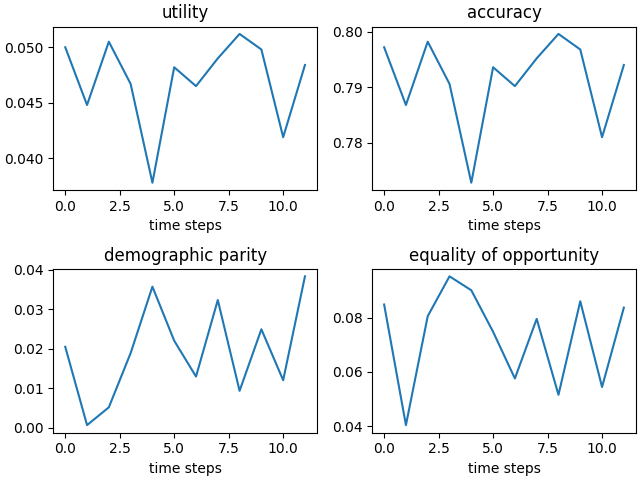 utility
0.050
0.045
0.040
0.0 2.5 5.0 7.5 10.0
time steps
accuracy
0.80
0.79
0.78
0.0 2.5 5.0 7.5 10.0
time steps
demographic parity
0.04
0.03
0.02
0.01
0.00
0.0 2.5 5.0 7.5 10.0
time steps
equality of opportunity
0.08
0.06
0.04
0.0 2.5 5.0 7.5 10.0
time steps